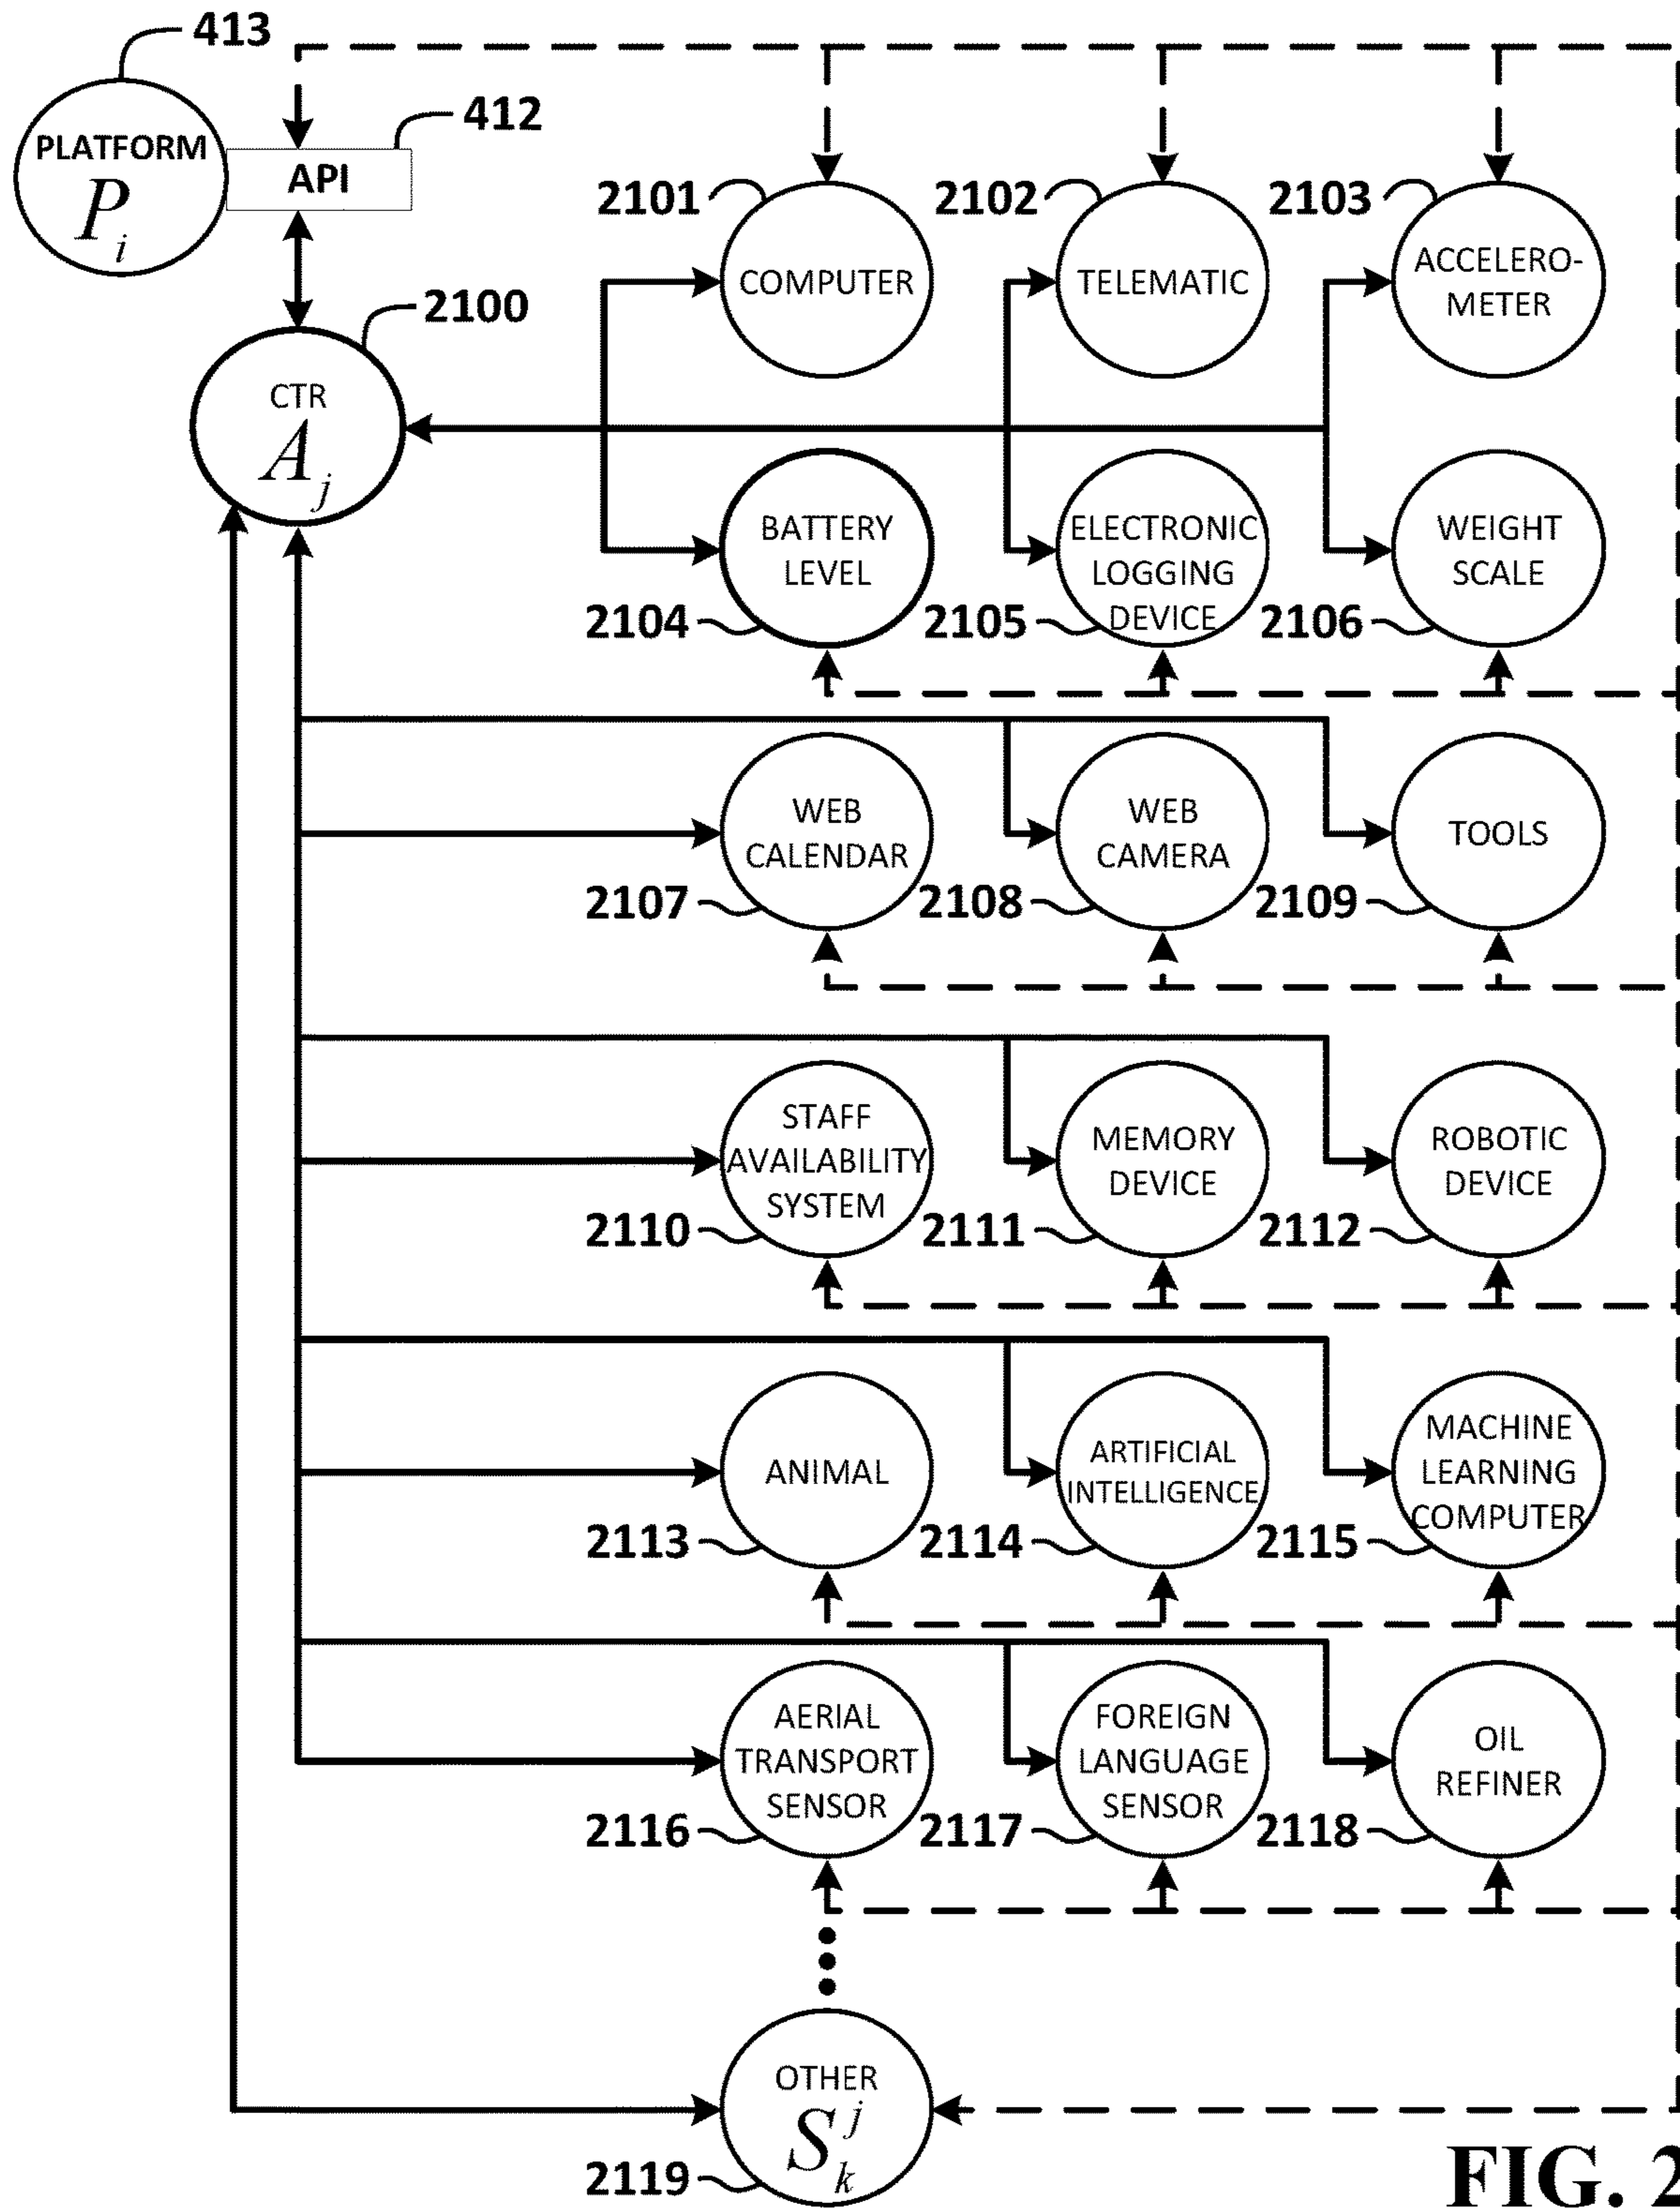 413
PLATFORM
P i
API
412
2100
CTR
A j
2101
COMPUTER
2102
TELEMATIC
2103
ACCELERO-
METER
BATTERY
LEVEL
2104
ELECTRONIC
LOGGING
DEVICE
2105
WEIGHT
SCALE
2106
WEB
CALENDAR
2107
WEB
CAMERA
2108
TOOLS
2109
STAFF
AVAILABILITY
SYSTEM
2110
MEMORY
DEVICE
2111
ROBOTIC
DEVICE
2112
ANIMAL
2113
ARTIFICIAL
INTELLIGENCE
2114
MACHINE
LEARNING
COMPUTER
2115
AERIAL
TRANSPORT
SENSOR
2116
FOREIGN
LANGUAGE
SENSOR
2117
OIL
REFINER
2118
OTHER
S j k
2119
FIG. 2